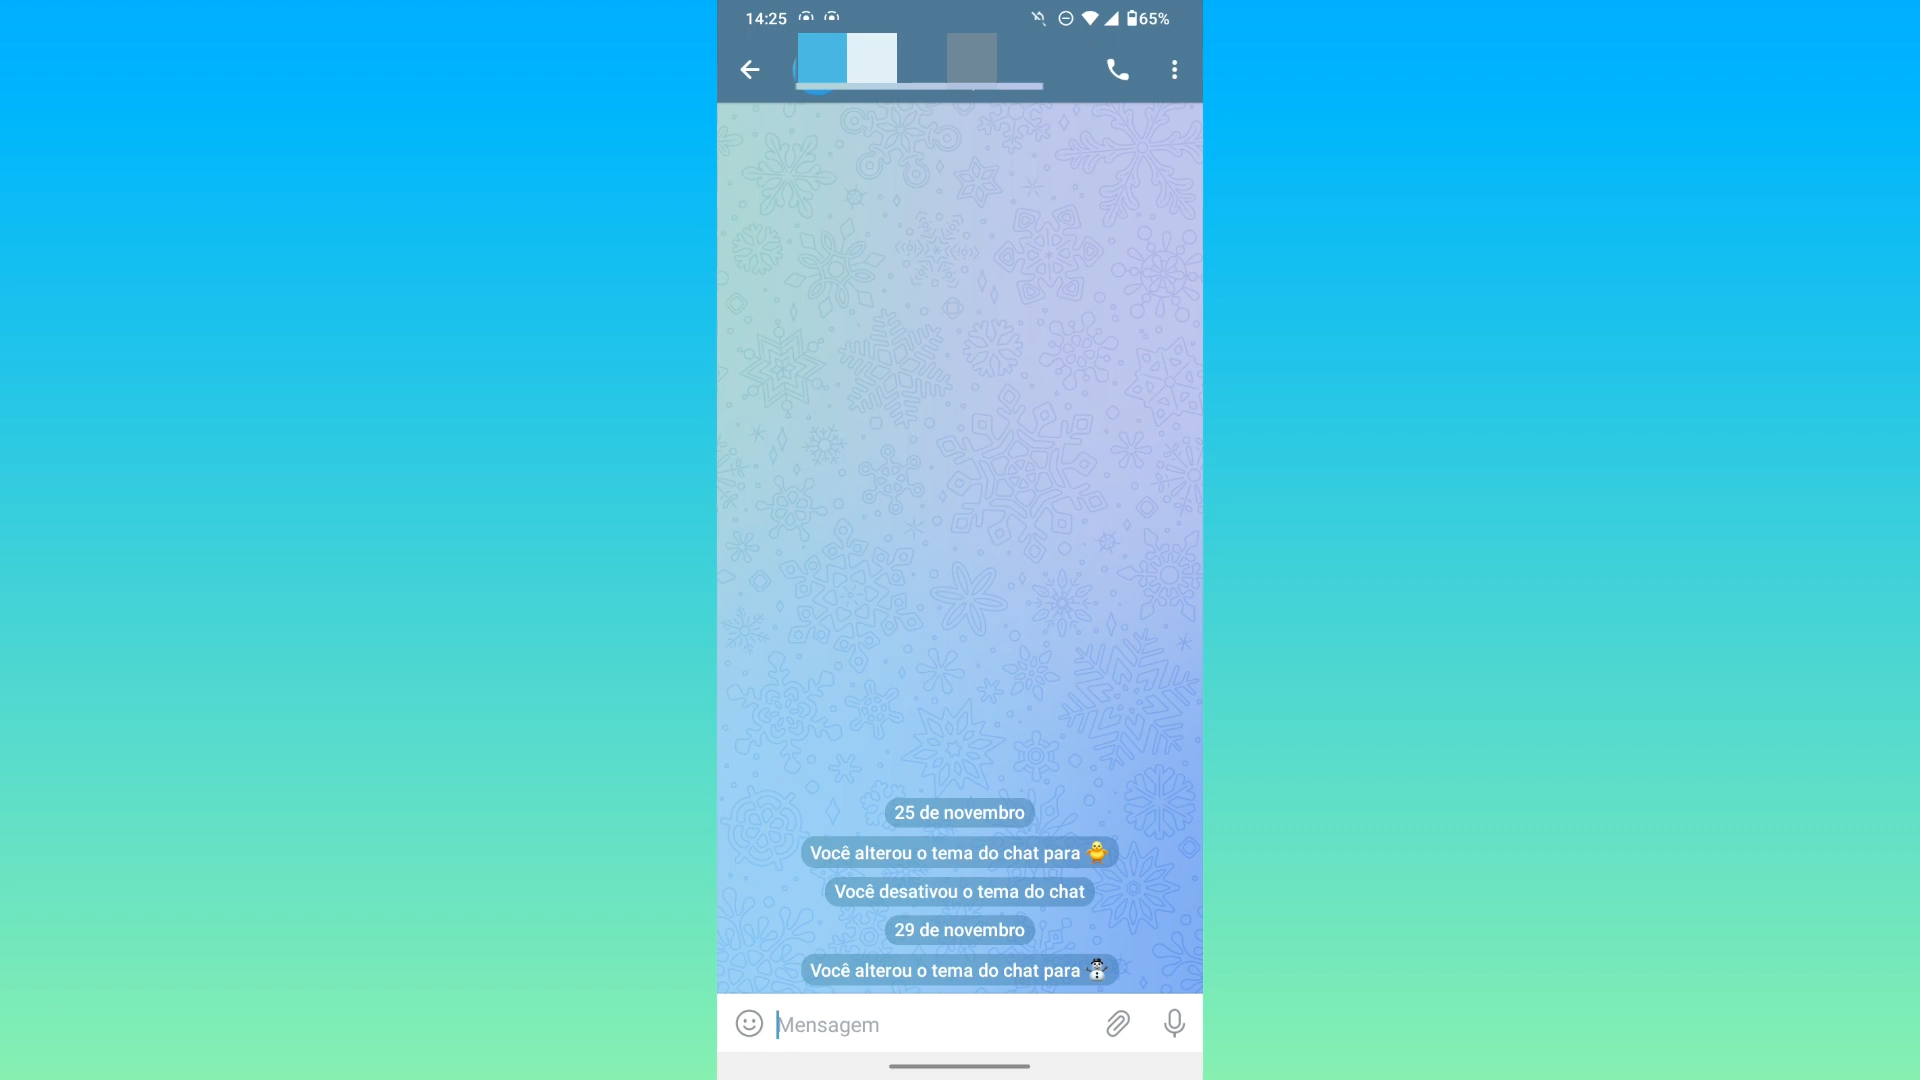 14:25
65%
25 de novembro
Você alterou o tema do chat para 🐥
Você desativou o tema do chat
29 de novembro
Você alterou o tema do chat para ⛄
Mensagem